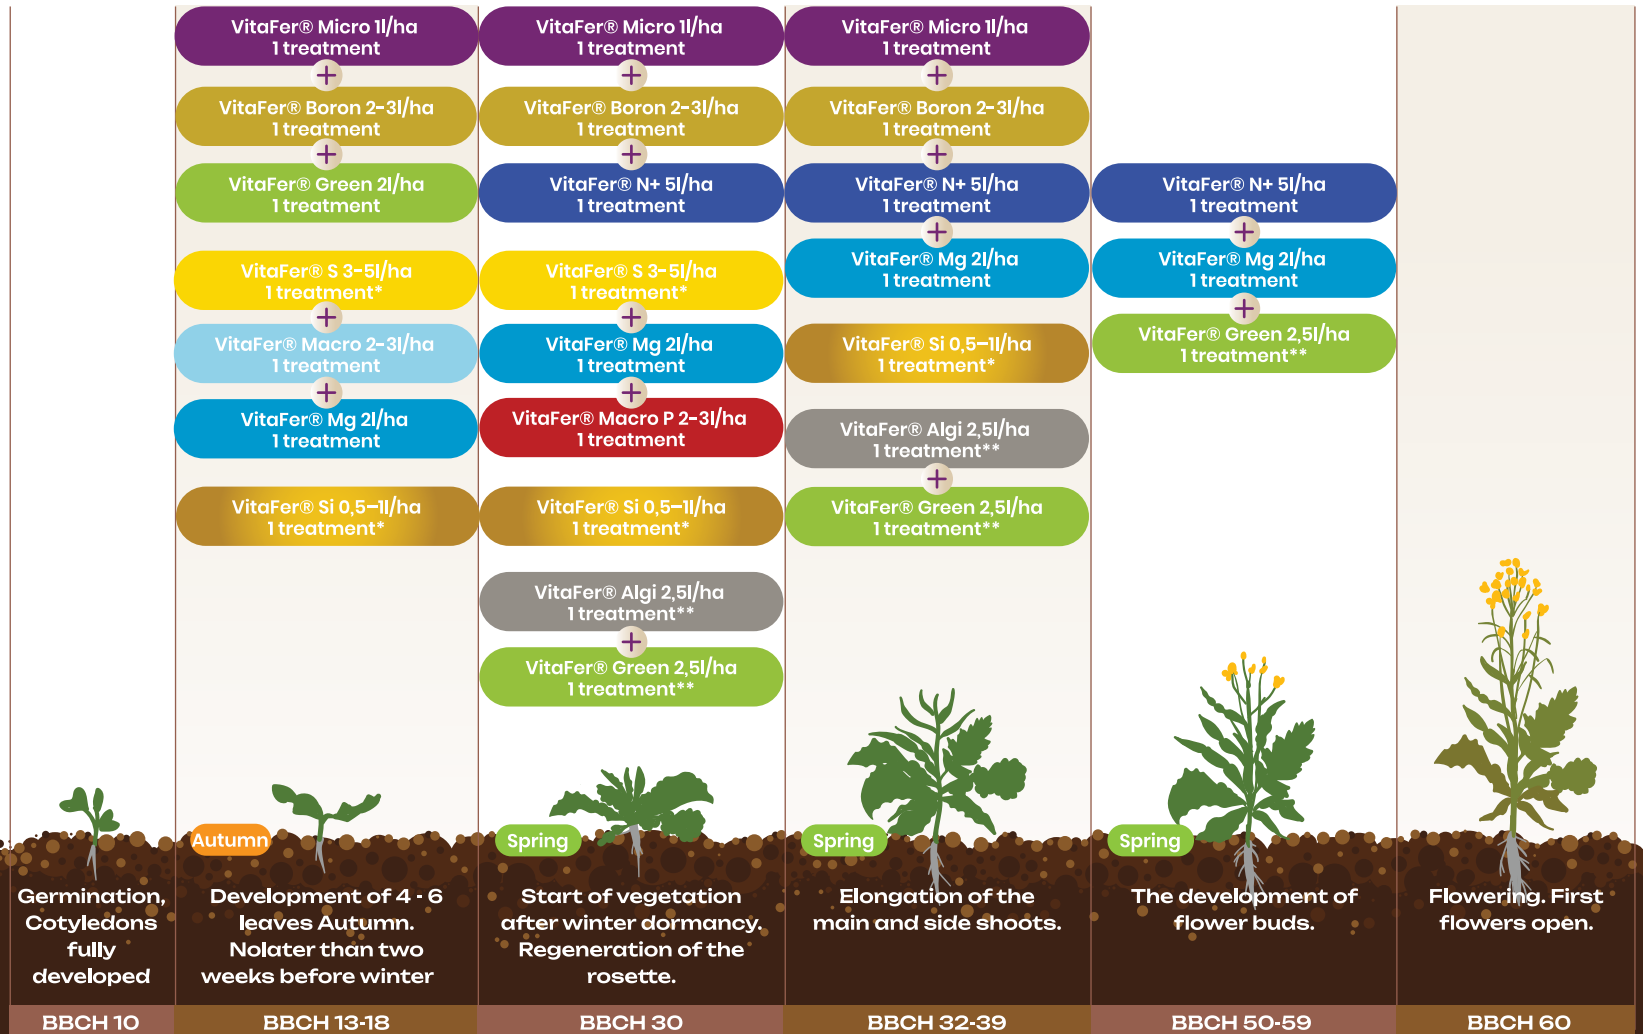 VitaFer® Micro 1l/ha
1 treatment
+
VitaFer® Boron 2-3l/ha
1 treatment
+
VitaFer® Green 2l/ha
1 treatment
VitaFer® S 3-5l/ha
1 treatment*
+
VitaFer® Macro 2-3l/ha
1 treatment
+
VitaFer® Mg 2l/ha
1 treatment
VitaFer® Si 0,5–1l/ha
1 treatment*
VitaFer® Micro 1l/ha
1 treatment
+
VitaFer® Boron 2-3l/ha
1 treatment
+
VitaFer® N+ 5l/ha
1 treatment
VitaFer® S 3-5l/ha
1 treatment*
+
VitaFer® Mg 2l/ha
1 treatment
+
VitaFer® Macro P 2-3l/ha
1 treatment
VitaFer® Si 0,5–1l/ha
1 treatment*
VitaFer® Algi 2,5l/ha
1 treatment**
+
VitaFer® Green 2,5l/ha
1 treatment**
VitaFer® Micro 1l/ha
1 treatment
+
VitaFer® Boron 2-3l/ha
1 treatment
+
VitaFer® N+ 5l/ha
1 treatment
+
VitaFer® Mg 2l/ha
1 treatment
VitaFer® Si 0,5–1l/ha
1 treatment*
VitaFer® Algi 2,5l/ha
1 treatment**
+
VitaFer® Green 2,5l/ha
1 treatment**
VitaFer® N+ 5l/ha
1 treatment
+
VitaFer® Mg 2l/ha
1 treatment
+
VitaFer® Green 2,5l/ha
1 treatment**
Germination,
Cotyledons
fully
developed
BBCH 10
Autumn
Development of 4 - 6
leaves Autumn.
Nolater than two
weeks before winter
BBCH 13-18
Spring
Start of vegetation
after winter dormancy.
Regeneration of the
rosette.
BBCH 30
Spring
Elongation of the
main and side shoots.
BBCH 32-39
Spring
The development of
flower buds.
BBCH 50-59
Flowering. First
flowers open.
BBCH 60